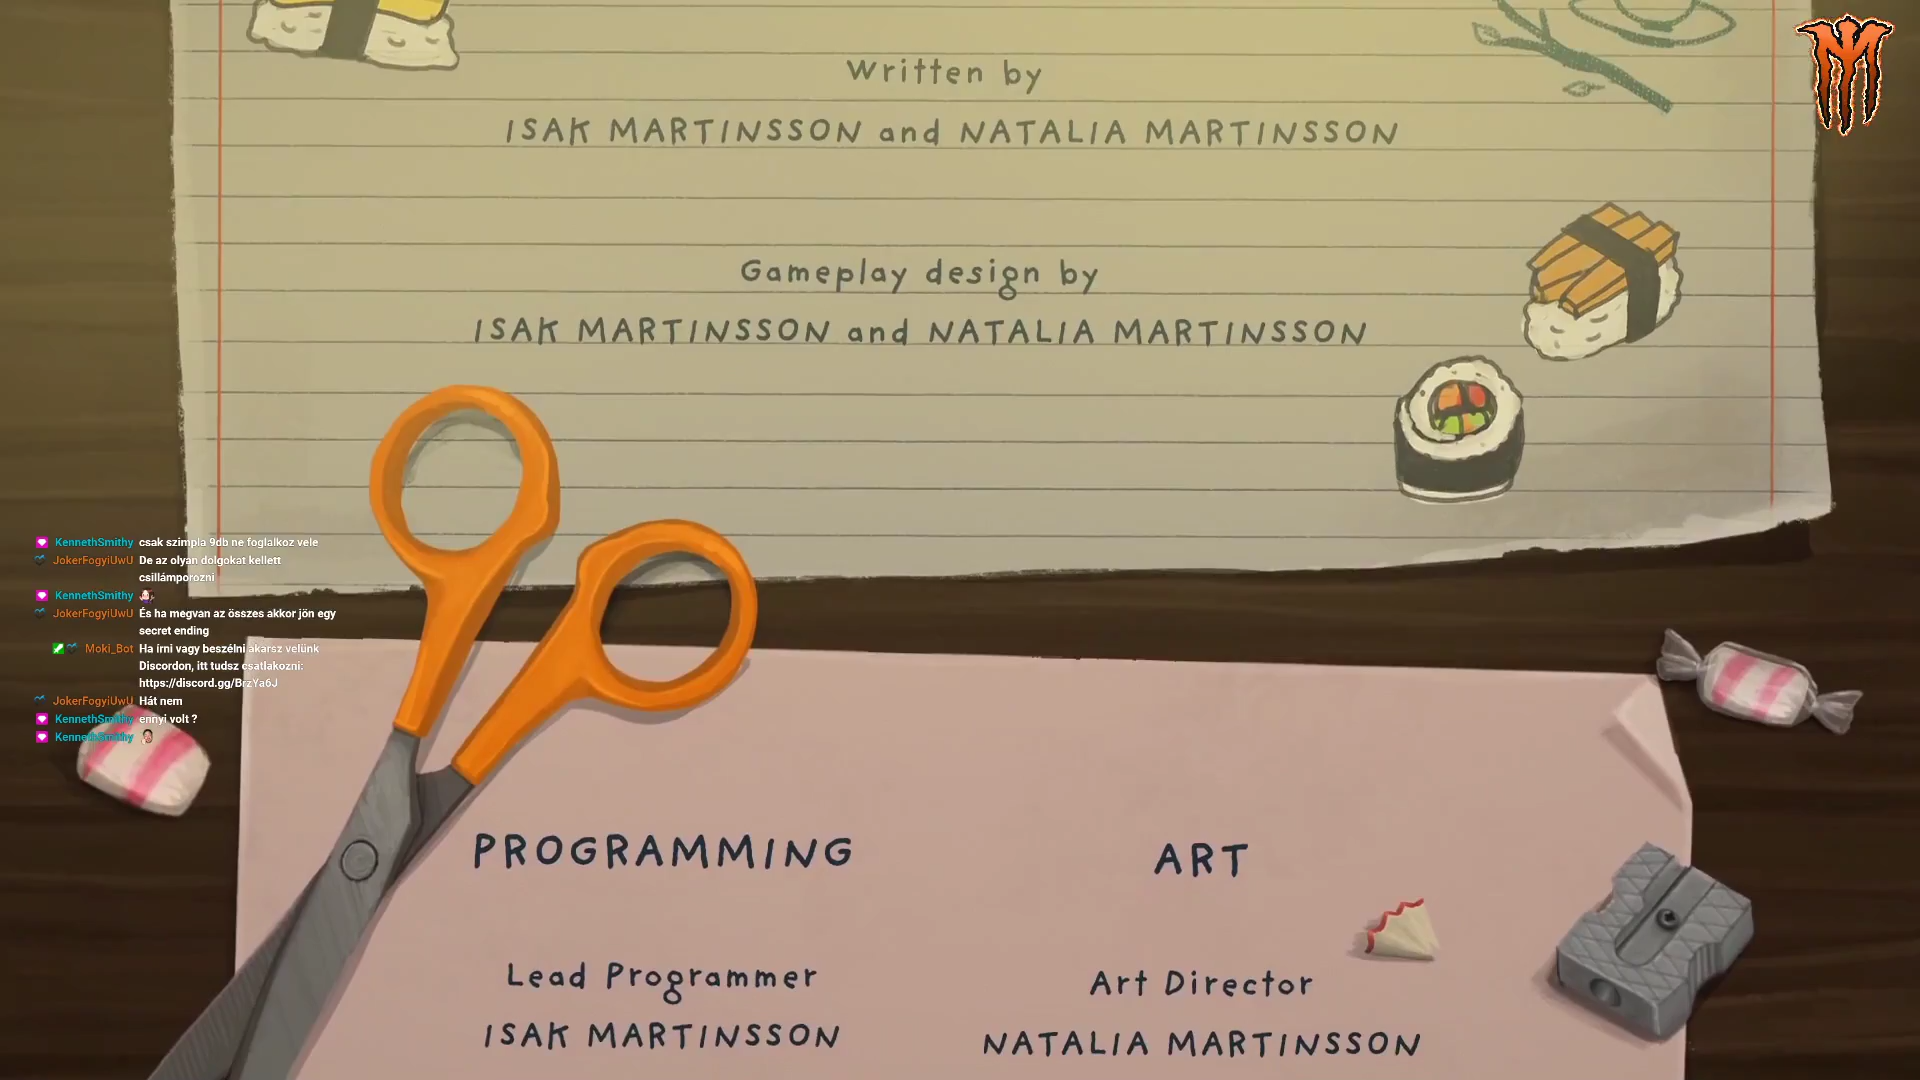 Written by
ISAK MARTINSSON and NATALIA MARTINSSON
Gameplay design by
ISAK MARTINSSON and NATALIA MARTINSSON
KennethSmithy csak szimpla 9db ne foglalkoz vele
JokerFogyiUwU De az olyan dolgokat kellett
csillámporozni
KennethSmithy
JokerFogyiUwU És ha megvan az összes akkor jön egy
secret ending
Moki_Bot Ha írni vagy beszélni akarsz velünk
Discordon, itt tudsz csatlakozni:
https://discord.gg/BrzYa6J
JokerFogyiUwU Hát nem
KennethSmithy ennyi volt ?
KennethSmithy
PROGRAMMING
Lead Programmer
ISAK MARTINSSON
ART
Art Director
NATALIA MARTINSSON